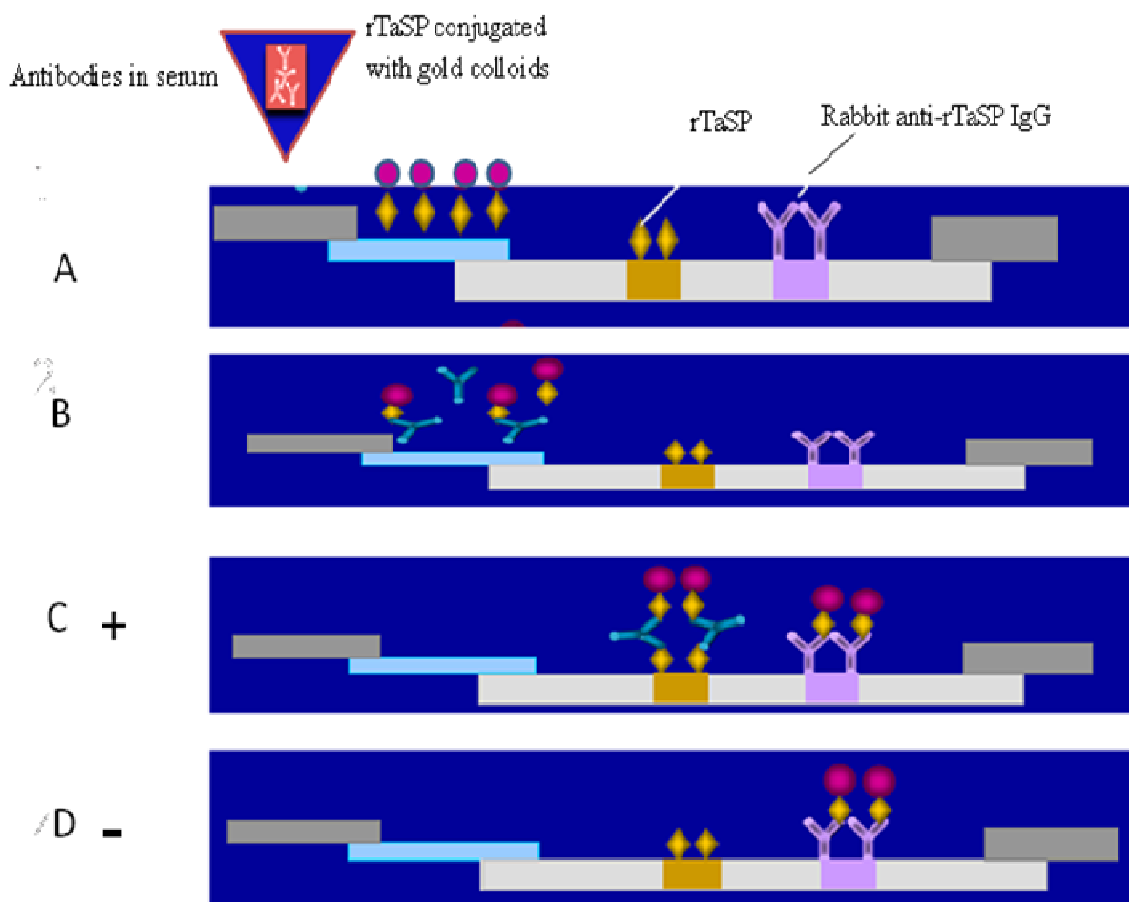 Antibodies in serum
rTaSP conjugated
with gold colloids
rTaSP
Rabbit anti-rTaSP IgG
A
B
C +
D -